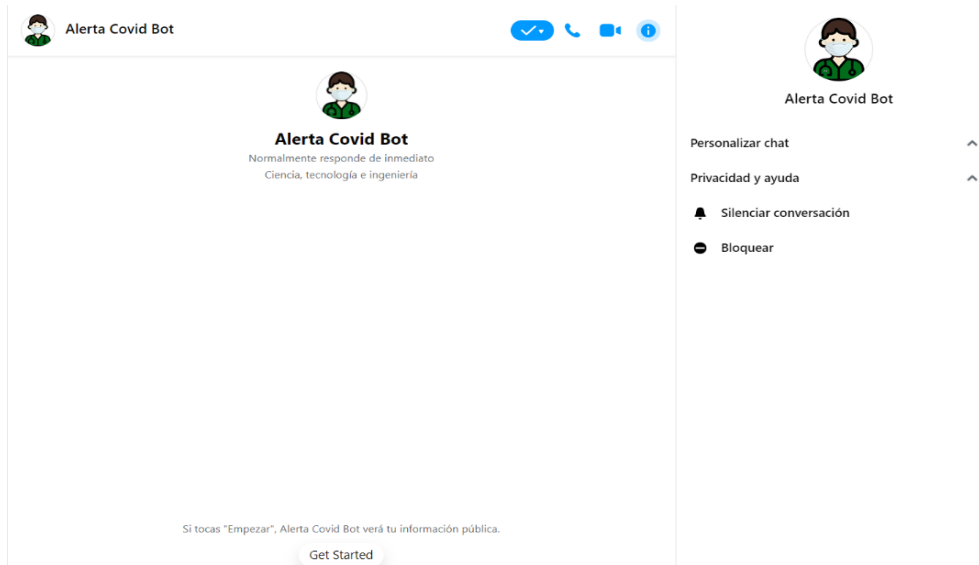 Alerta Covid Bot
Alerta Covid Bot
Normalmente responde de inmediato
Ciencia, tecnología e ingeniería
Si tocas "Empezar", Alerta Covid Bot verá tu información pública.
Get Started
Alerta Covid Bot
Personalizar chat
Privacidad y ayuda
Silenciar conversación
Bloquear